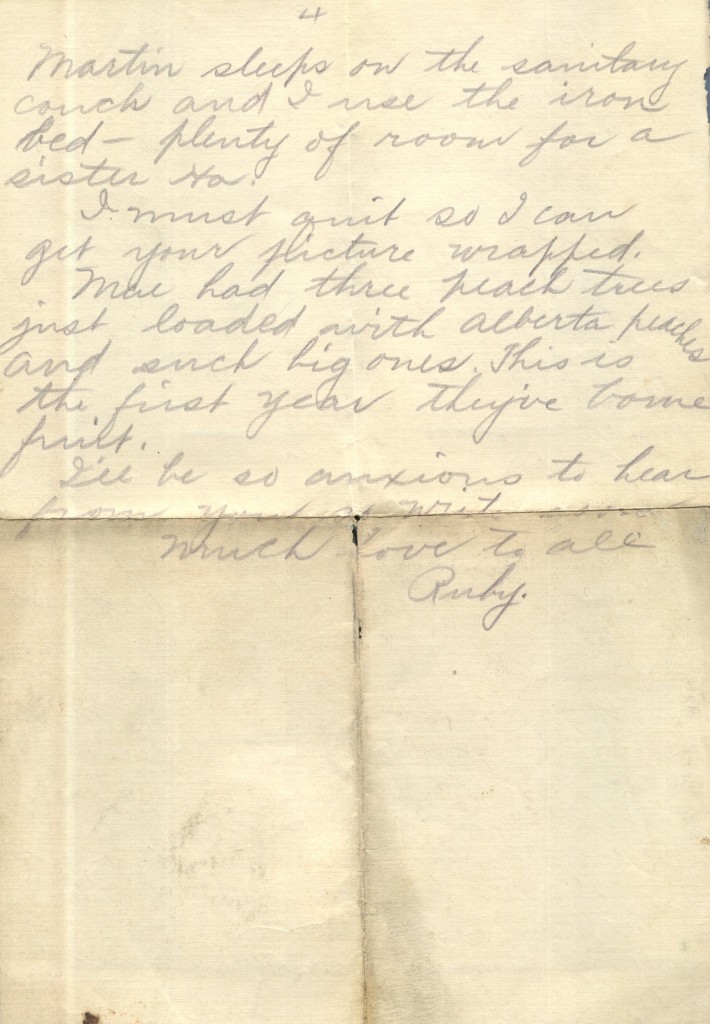 4
Martin sleeps on the sanitary
couch and I use the iron
bed – plenty of room for a
sister Ha.
I must quit so I can
get your picture wrapped.
Mae had three peach trees
just loaded with alberta peaches
and such big ones. This is
the first year they've borne
fruit.
I'll be so anxious to hear
from you
Much love to all
Ruby.